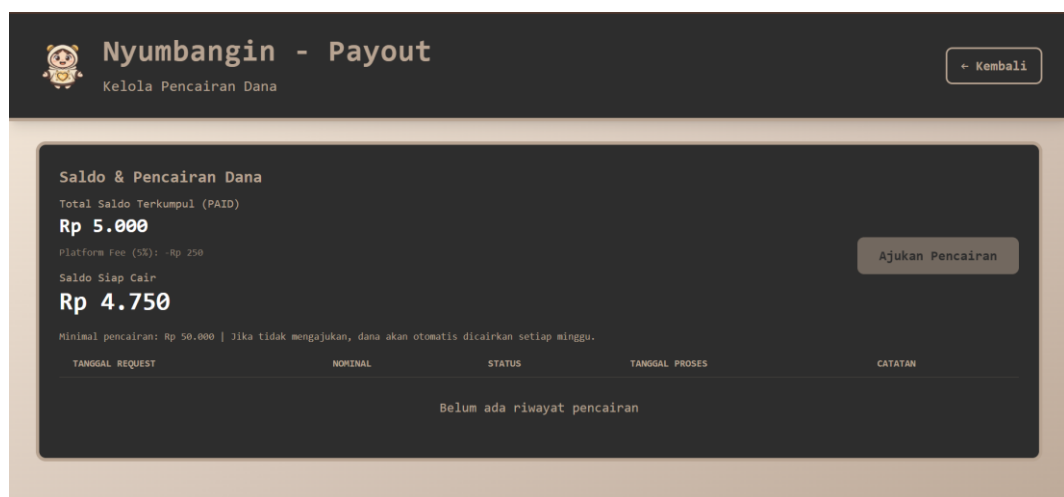 Nyumbangin - Payout
Kelola Pencairan Dana
← Kembali
Saldo & Pencairan Dana
Total Saldo Terkumpul (PAID)
Rp 5.000
Platform Fee (5%): -Rp 250
Ajukan Pencairan
Saldo Siap Cair
Rp 4.750
Minimal pencairan: Rp 50.000 | Jika tidak mengajukan, dana akan otomatis dicairkan setiap minggu.
TANGGAL REQUEST NOMINAL STATUS TANGGAL PROSES CATATAN
Belum ada riwayat pencairan